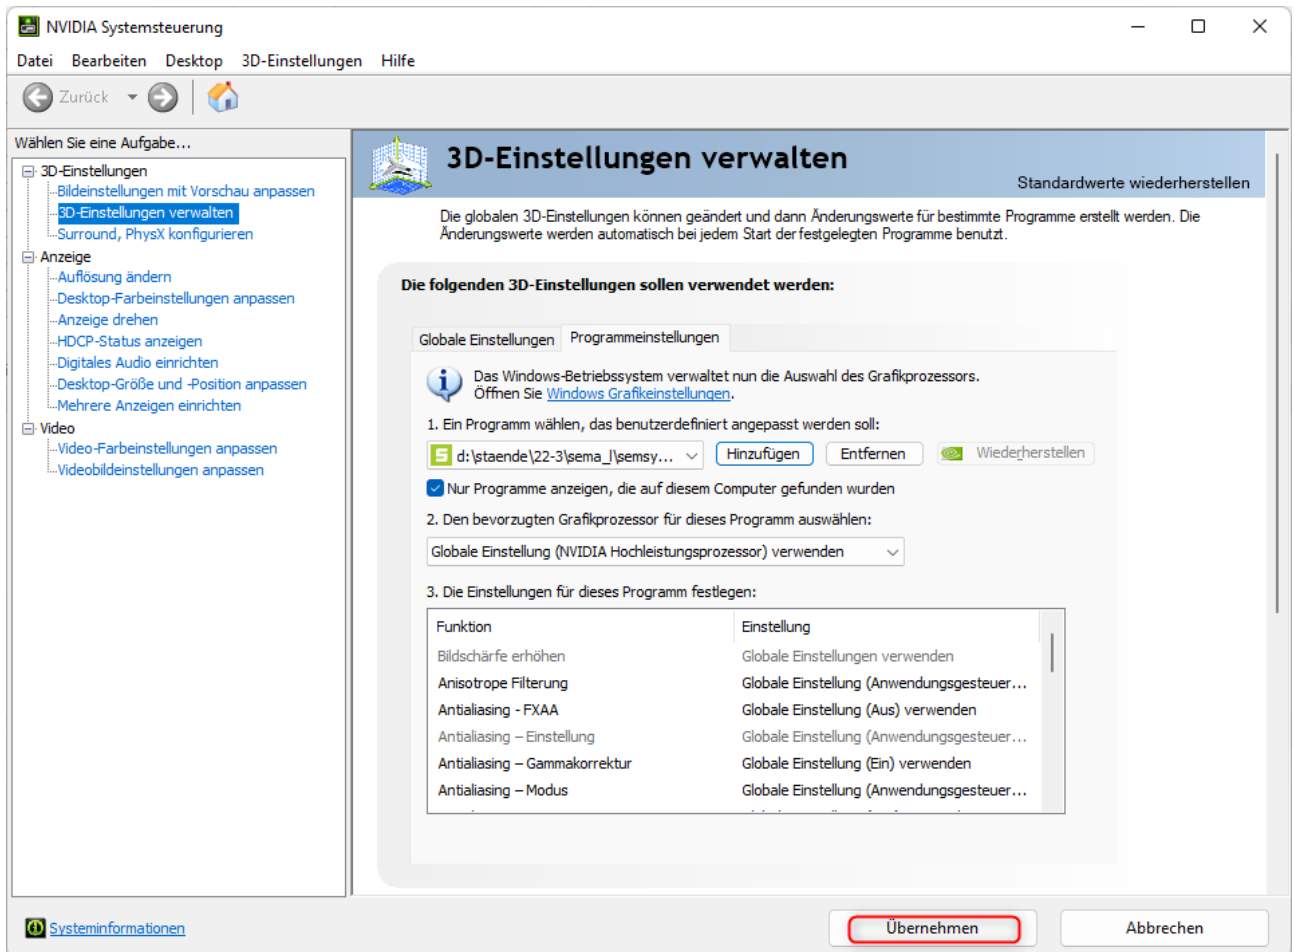 NVIDIA Systemsteuerung
Datei Bearbeiten Desktop 3D-Einstellungen Hilfe
Zurück
Wählen Sie eine Aufgabe...
3D-Einstellungen
Bildeinstellungen mit Vorschau anpassen
3D-Einstellungen verwalten
Surround, PhysX konfigurieren
Anzeige
Auflösung ändern
Desktop-Farbeinstellungen anpassen
Anzeige drehen
HDCP-Status anzeigen
Digitales Audio einrichten
Desktop-Größe und -Position anpassen
Mehrere Anzeigen einrichten
Video
Video-Farbeinstellungen anpassen
Videobildeinstellungen anpassen
3D-Einstellungen verwalten
Standardwerte wiederherstellen
Die globalen 3D-Einstellungen können geändert und dann Änderungswerte für bestimmte Programme erstellt werden. Die
Änderungswerte werden automatisch bei jedem Start der festgelegten Programme benutzt.
Die folgenden 3D-Einstellungen sollen verwendet werden:
Globale Einstellungen Programmeinstellungen
Das Windows-Betriebssystem verwaltet nun die Auswahl des Grafikprozessors.
Öffnen Sie Windows Grafikeinstellungen.
1. Ein Programm wählen, das benutzerdefiniert angepasst werden soll:
S d:\staende\22-3\sema_l\semsy... Hinzufügen Entfernen Wiederherstellen
Nur Programme anzeigen, die auf diesem Computer gefunden wurden
2. Den bevorzugten Grafikprozessor für dieses Programm auswählen:
Globale Einstellung (NVIDIA Hochleistungsprozessor) verwenden
3. Die Einstellungen für dieses Programm festlegen:
Funktion Einstellung
Bildschärfe erhöhen Globale Einstellungen verwenden
Anisotrope Filterung Globale Einstellung (Anwendungsgesteuer...
Antialiasing - FXAA Globale Einstellung (Aus) verwenden
Antialiasing – Einstellung Globale Einstellung (Anwendungsgesteuer...
Antialiasing – Gammakorrektur Globale Einstellung (Ein) verwenden
Antialiasing – Modus Globale Einstellung (Anwendungsgesteuer...
Systeminformationen
Übernehmen Abbrechen